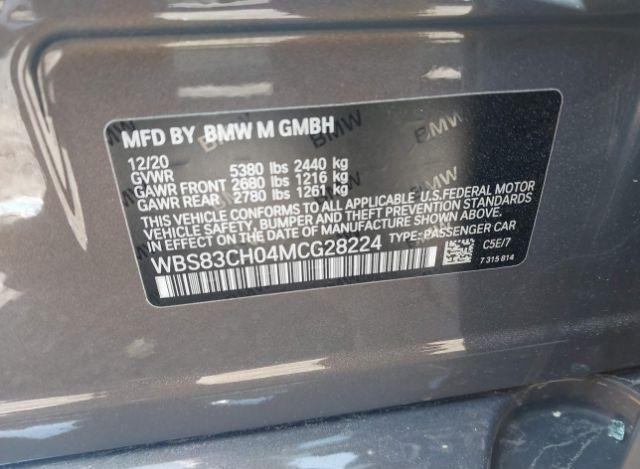 MFD BY BMW M GMBH
12/20
GVWR 5380 lbs 2440 kg
GAWR FRONT 2680 lbs 1216 kg
GAWR REAR 2780 lbs 1261 kg
THIS VEHICLE CONFORMS TO ALL APPLICABLE U.S.FEDERAL MOTOR
VEHICLE SAFETY, BUMPER AND THEFT PREVENTION STANDARDS
IN EFFECT ON THE DATE OF MANUFACTURE SHOWN ABOVE.
WBS83CH04MCG28224 TYPE: PASSENGER CAR
C5E/7
7 315 814